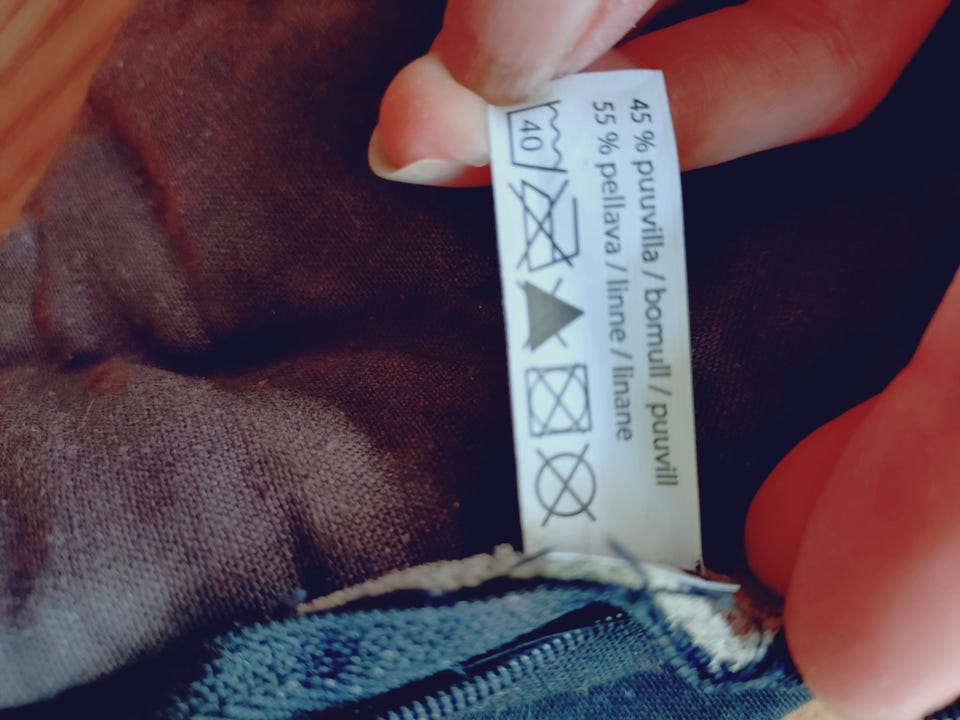 45 % puuvilla / bomull / puuvill
55 % pellava / linne / linane
40